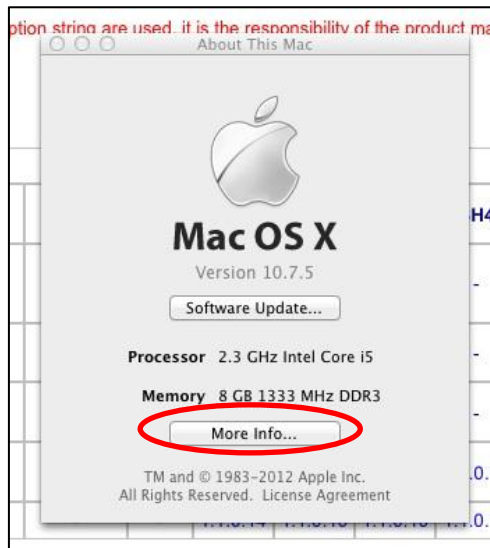 ption string are used, it is the responsibility of the product ma
About This Mac
H4
Mac OS X
Version 10.7.5
-
Software Update...
Processor 2.3 GHz Intel Core i5
-
Memory 8 GB 1333 MHz DDR3
-
More Info...
TM and © 1983-2012 Apple Inc.
.0.
All Rights Reserved. License Agreement